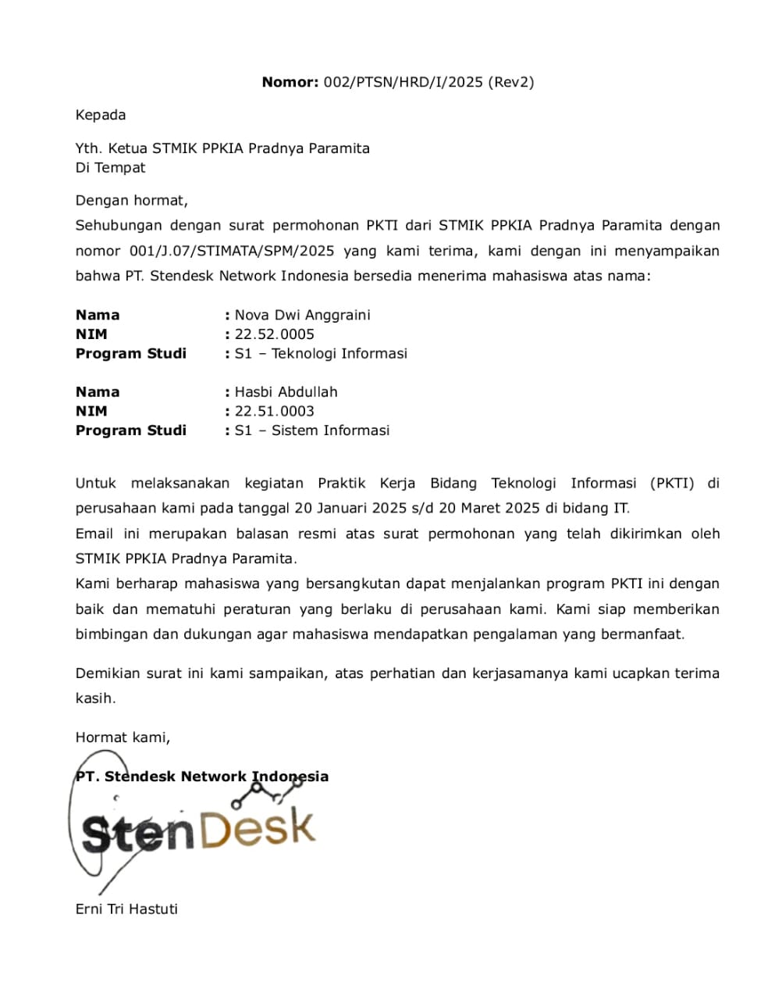 Nomor: 002/PTSN/HRD/I/2025 (Rev2)
Kepada
Yth. Ketua STMIK PPKIA Pradnya Paramita
Di Tempat
Dengan hormat,
Sehubungan dengan surat permohonan PKTI dari STMIK PPKIA Pradnya Paramita dengan
nomor 001/J.07/STIMATA/SPM/2025 yang kami terima, kami dengan ini menyampaikan
bahwa PT. Stendesk Network Indonesia bersedia menerima mahasiswa atas nama:
Nama : Nova Dwi Anggraini
NIM : 22.52.0005
Program Studi : S1 – Teknologi Informasi
Nama : Hasbi Abdullah
NIM : 22.51.0003
Program Studi : S1 – Sistem Informasi
Untuk melaksanakan kegiatan Praktik Kerja Bidang Teknologi Informasi (PKTI) di
perusahaan kami pada tanggal 20 Januari 2025 s/d 20 Maret 2025 di bidang IT.
Email ini merupakan balasan resmi atas surat permohonan yang telah dikirimkan oleh
STMIK PPKIA Pradnya Paramita.
Kami berharap mahasiswa yang bersangkutan dapat menjalankan program PKTI ini dengan
baik dan mematuhi peraturan yang berlaku di perusahaan kami. Kami siap memberikan
bimbingan dan dukungan agar mahasiswa mendapatkan pengalaman yang bermanfaat.
Demikian surat ini kami sampaikan, atas perhatian dan kerjasamanya kami ucapkan terima
kasih.
Hormat kami,
PT. Stendesk Network Indonesia
StenDesk
Erni Tri Hastuti